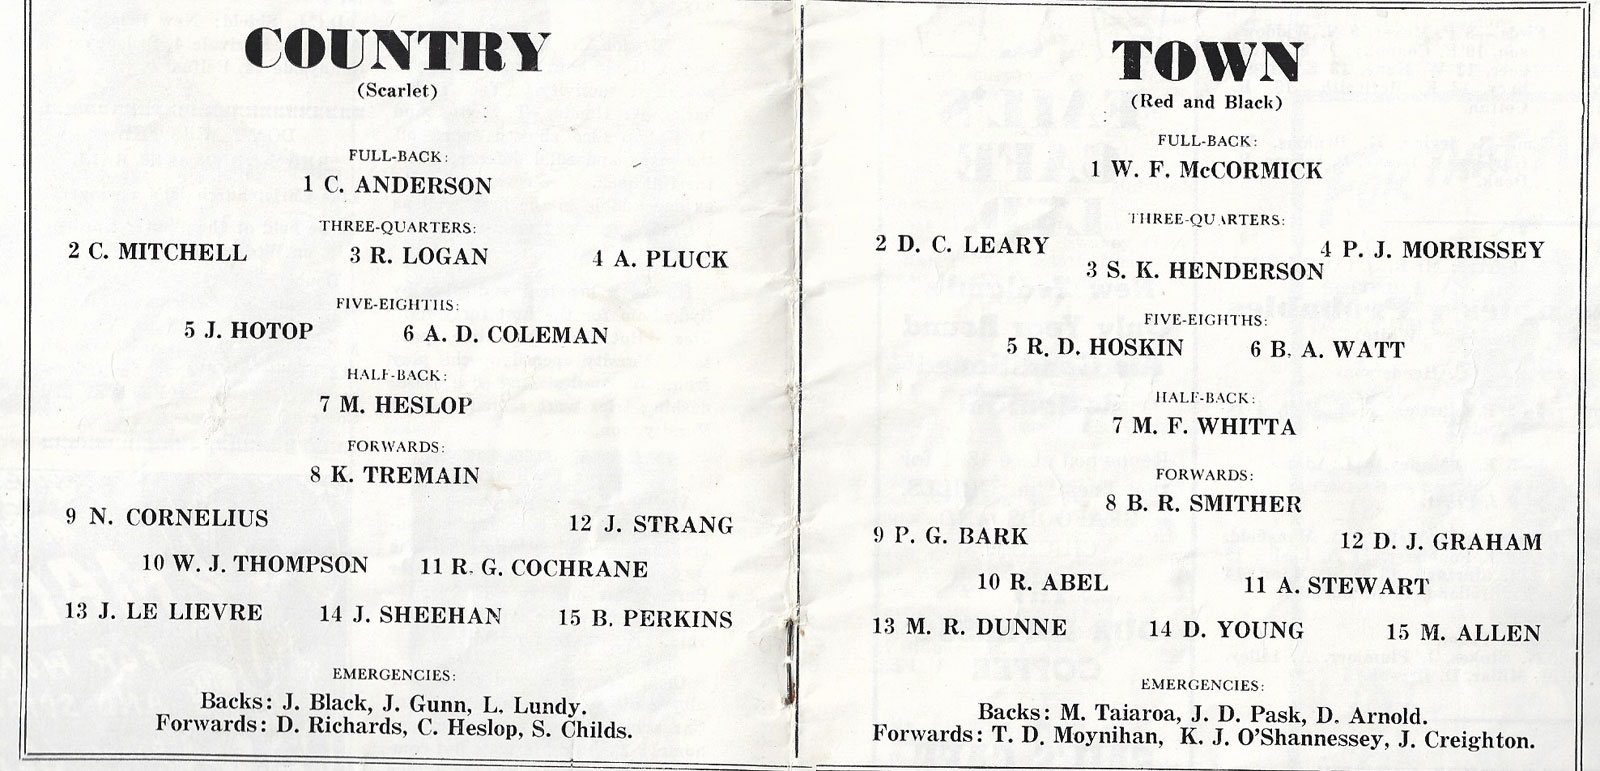 COUNTRY
(Scarlet)
FULL-BACK:
1 C. ANDERSON
THREE-QUARTERS:
2 C. MITCHELL 3 R. LOGAN 4 A. PLUCK
FIVE-EIGHTHS:
5 J. HOTOP 6 A. D. COLEMAN
HALF-BACK:
7 M. HESLOP
FORWARDS:
8 K. TREMAIN
9 N. CORNELIUS 12 J. STRANG
10 W. J. THOMPSON 11 R. G. COCHRANE
13 J. LE LIEVRE 14 J. SHEEHAN 15 B. PERKINS
EMERGENCIES:
Backs: J. Black, J. Gunn, L. Lundy.
Forwards: D. Richards, C. Heslop, S. Childs.
TOWN
(Red and Black)
FULL-BACK:
1 W. F. McCORMICK
THREE-QUARTERS:
2 D. C. LEARY 4 P. J. MORRISSEY
3 S. K. HENDERSON
FIVE-EIGHTHS:
5 R. D. HOSKIN 6 B. A. WATT
HALF-BACK:
7 M. F. WHITTA
FORWARDS:
8 B. R. SMITHER
9 P. G. BARK 12 D. J. GRAHAM
10 R. ABEL 11 A. STEWART
13 M. R. DUNNE 14 D. YOUNG 15 M. ALLEN
EMERGENCIES:
Backs: M. Taiaroa, J. D. Pask, D. Arnold.
Forwards: T. D. Moynihan, K. J. O'Shannessey, J. Creighton.